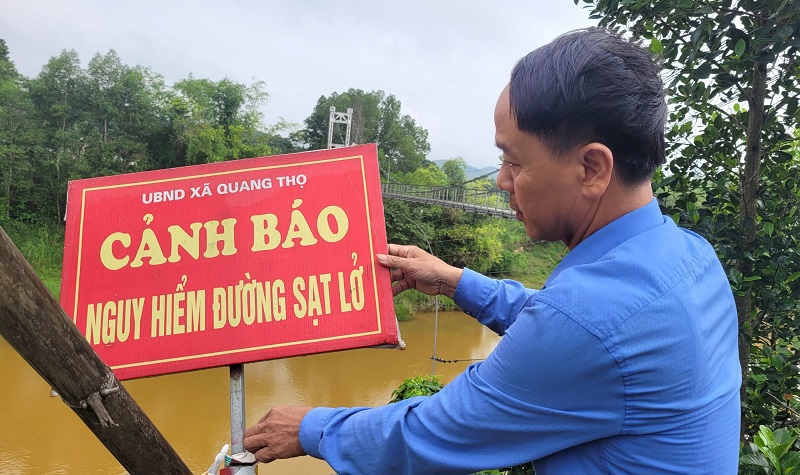 UBND XÃ QUANG THỌ
CẢNH BÁO
NGUY HIỂM ĐƯỜNG SẠT LỞ